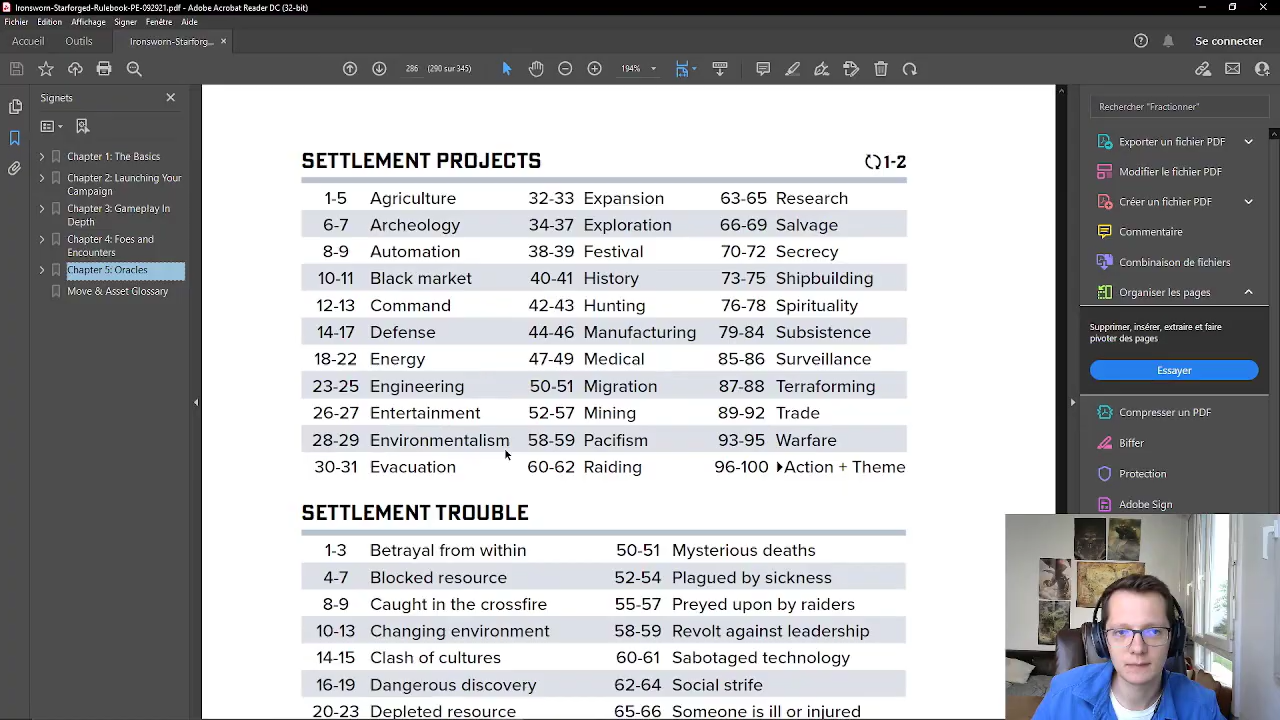 Ironsworn-Starforged-Rulebook-PE-092921.pdf - Adobe Acrobat Reader DC (32-bit)
Fichier Edition Affichage Signer Fenêtre Aide
Accueil Outils Ironsworn-Starforg... ×
Se connecter
286 (290 sur 345) 194%
Signets
Chapter 1: The Basics
Chapter 2: Launching Your
Campaign
Chapter 3: Gameplay In
Depth
Chapter 4: Foes and
Encounters
Chapter 5: Oracles
Move & Asset Glossary
SETTLEMENT PROJECTS 1-2
1-5 Agriculture 32-33 Expansion 63-65 Research
6-7 Archeology 34-37 Exploration 66-69 Salvage
8-9 Automation 38-39 Festival 70-72 Secrecy
10-11 Black market 40-41 History 73-75 Shipbuilding
12-13 Command 42-43 Hunting 76-78 Spirituality
14-17 Defense 44-46 Manufacturing 79-84 Subsistence
18-22 Energy 47-49 Medical 85-86 Surveillance
23-25 Engineering 50-51 Migration 87-88 Terraforming
26-27 Entertainment 52-57 Mining 89-92 Trade
28-29 Environmentalism 58-59 Pacifism 93-95 Warfare
30-31 Evacuation 60-62 Raiding 96-100 Action + Theme
SETTLEMENT TROUBLE
1-3 Betrayal from within 50-51 Mysterious deaths
4-7 Blocked resource 52-54 Plagued by sickness
8-9 Caught in the crossfire 55-57 Preyed upon by raiders
10-13 Changing environment 58-59 Revolt against leadership
14-15 Clash of cultures 60-61 Sabotaged technology
16-19 Dangerous discovery 62-64 Social strife
20-23 Depleted resource 65-66 Someone is ill or injured
Rechercher "Fractionner"
Exporter un fichier PDF
Modifier le fichier PDF
Créer un fichier PDF
Commentaire
Combinaison de fichiers
Organiser les pages
Supprimer, insérer, extraire et faire
pivoter des pages
Essayer
Compresser un PDF
Biffer
Protection
Adobe Sign